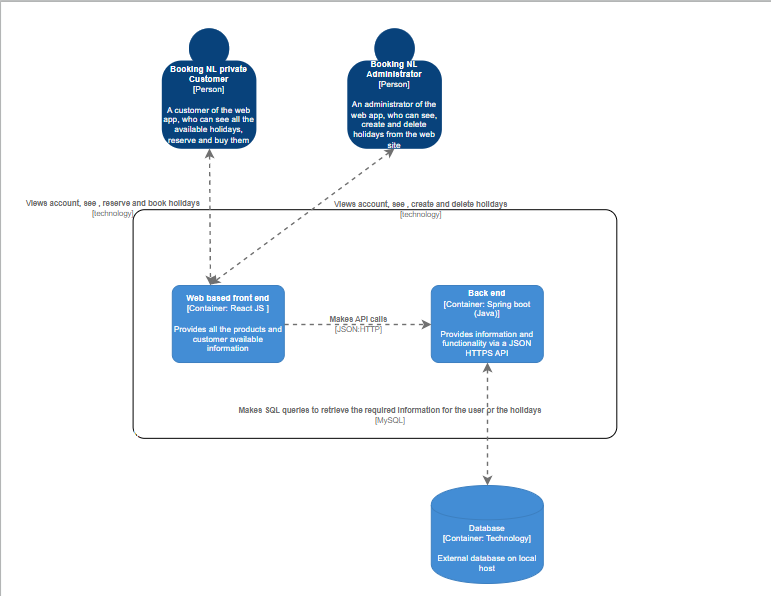 Booking NL private
Customer
[Person]
A customer of the web
app, who can see all the
available holidays,
reserve and buy them
Booking NL
Administrator
[Person]
An administrator of the
web app, who can see,
create and delete
holidays from the web
site
Views account, see , reserve and book holidays
[technology]
Views account, see , create and delete holidays
[technology]
Web based front end
[Container: React JS ]
Provides all the products and
customer available
information
Makes API calls
[JSON:HTTP]
Back end
[Container: Spring boot
(Java)]
Provides information and
functionality via a JSON
HTTPS API
Makes SQL queries to retrieve the required information for the user or the holidays
[MySQL]
Database
[Container: Technology]
External database on local
host